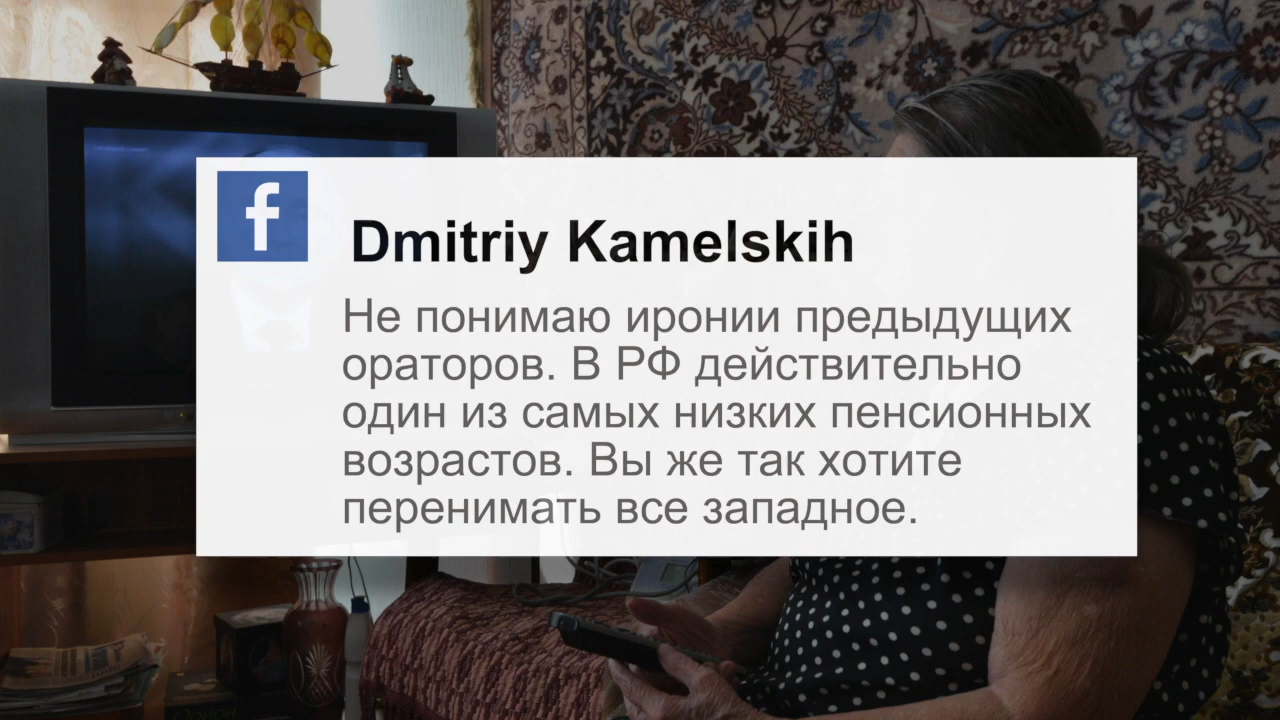 f
Dmitriy Kamelskih
Не понимаю иронии предыдущих
ораторов. В РФ действительно
один из самых низких пенсионных
возрастов. Вы же так хотите
перенимать все западное.